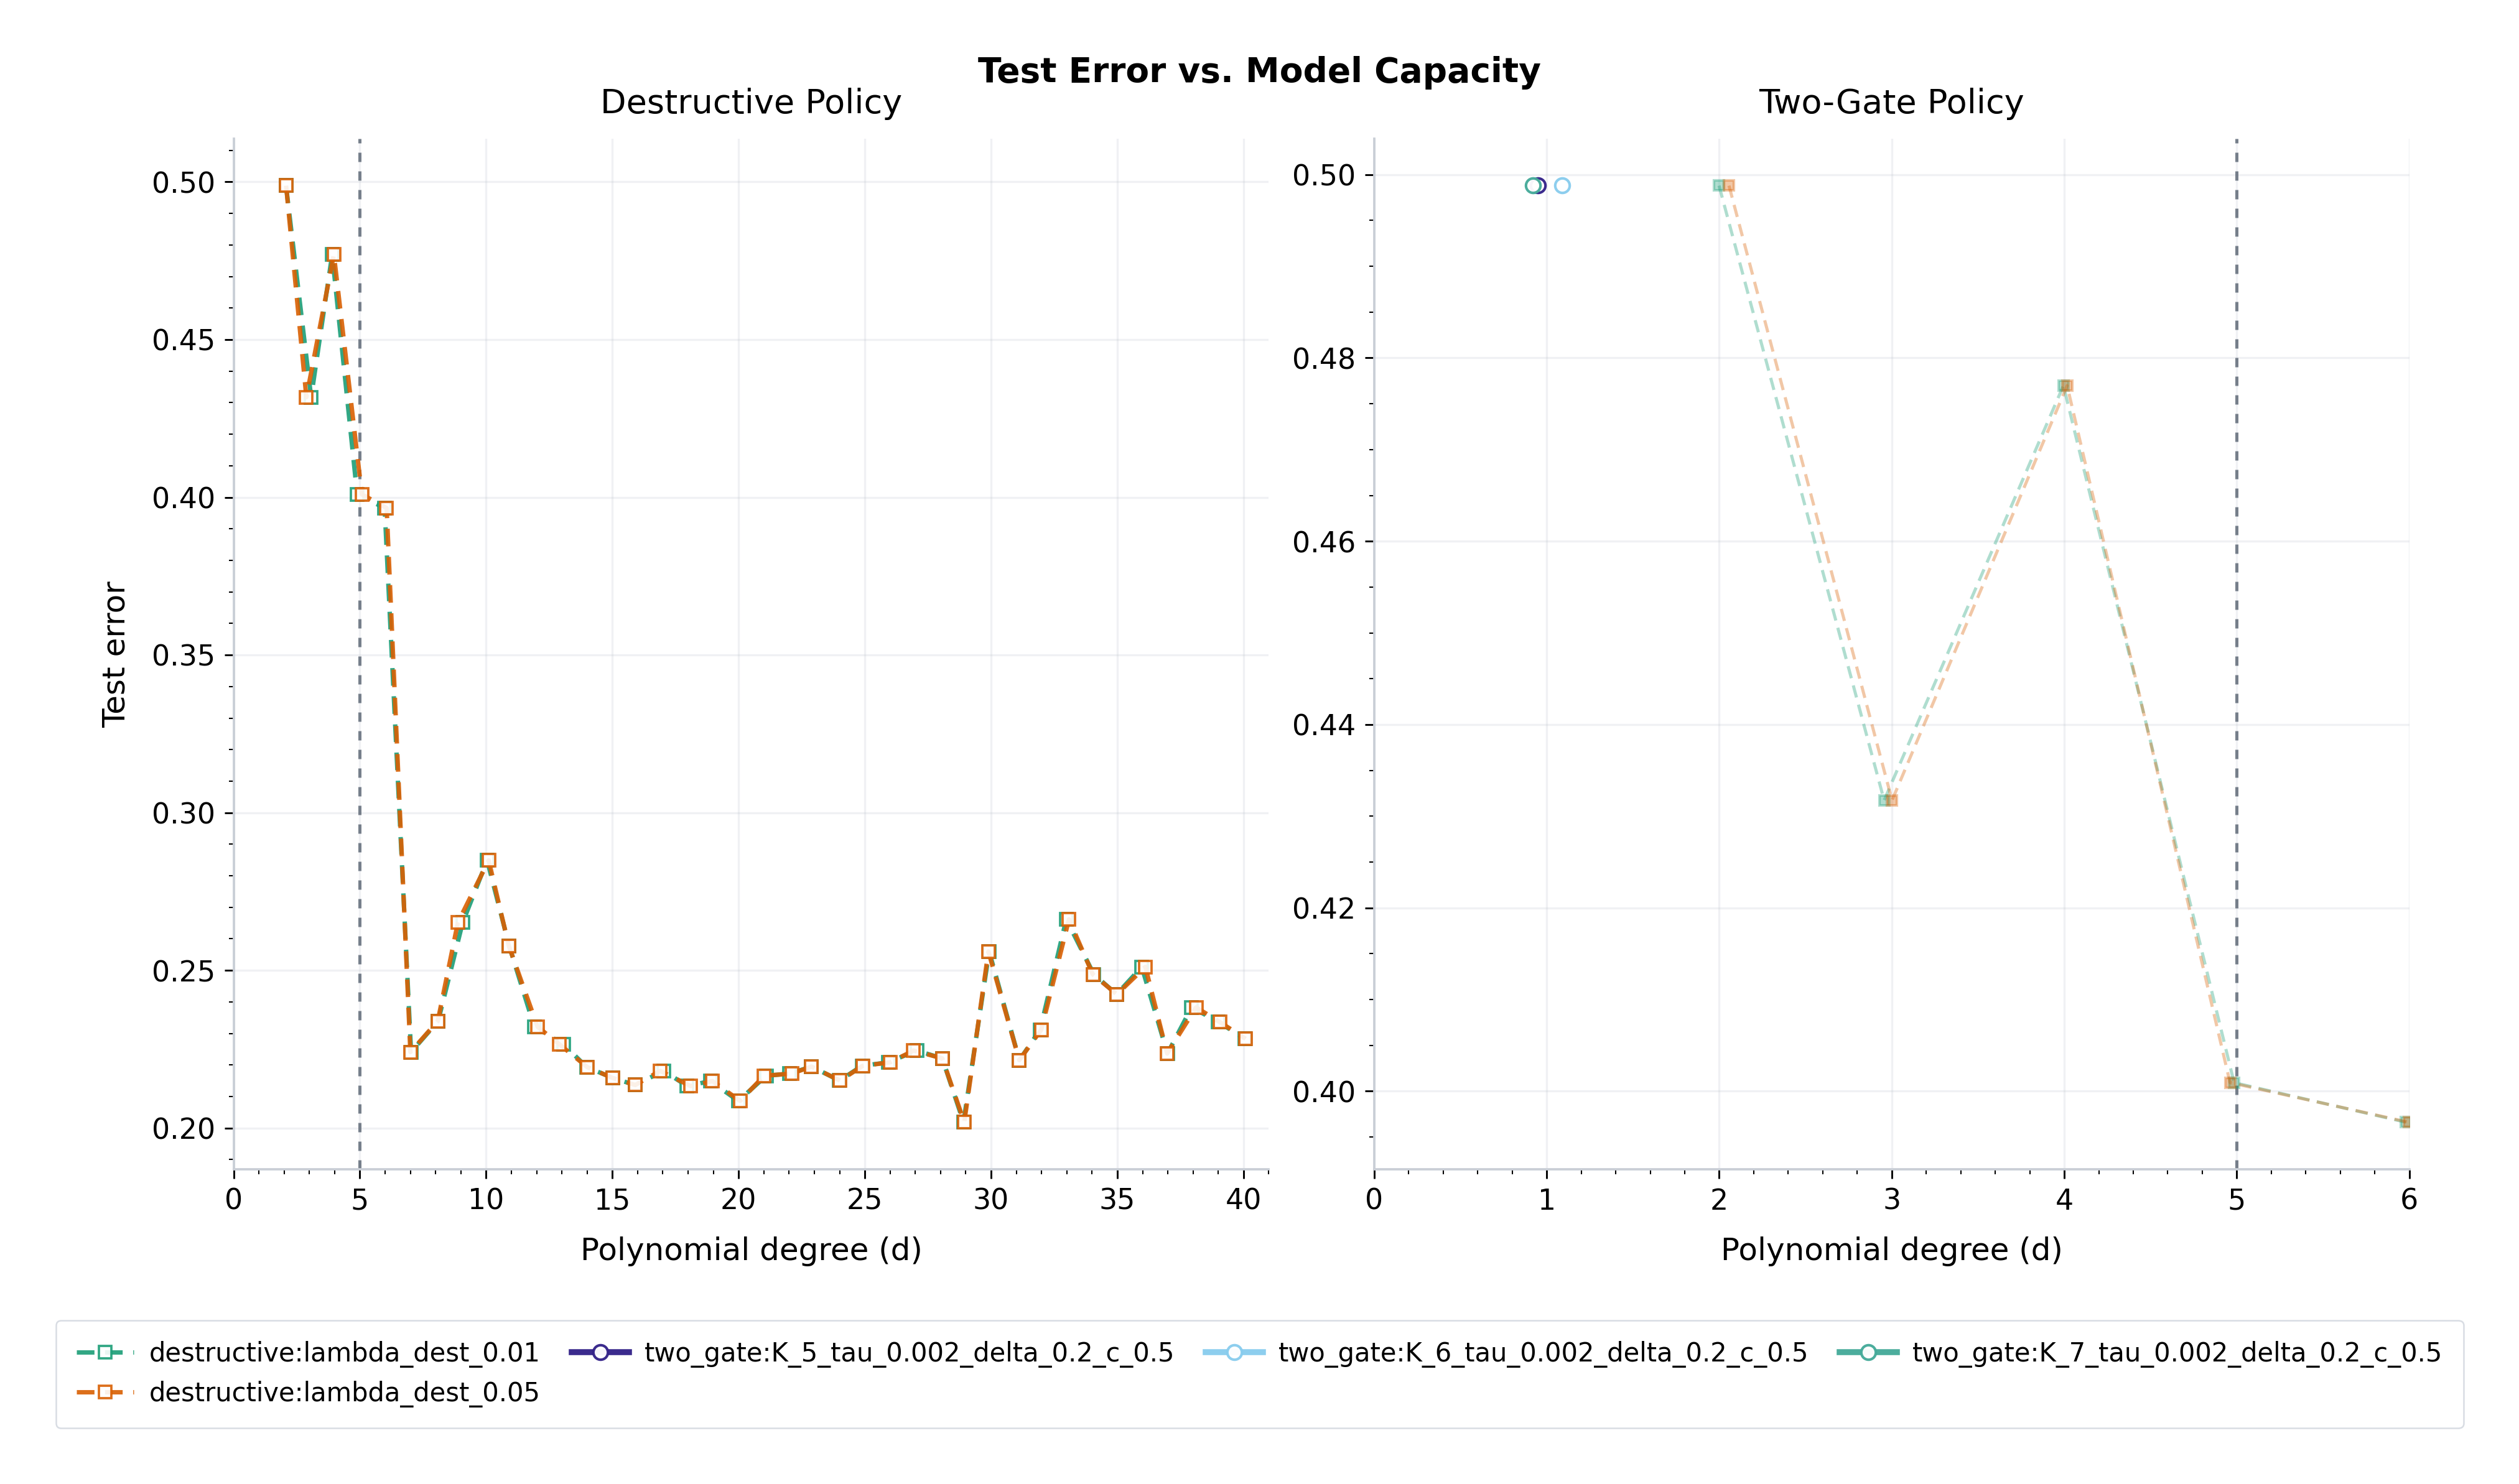 Test Error vs. Model Capacity
Destructive Policy
Two-Gate Policy
Test error
0.50
0.45
0.40
0.35
0.30
0.25
0.20
0 5 10 15 20 25 30 35 40
Polynomial degree (d)
0.50
0.48
0.46
0.44
0.42
0.40
0 1 2 3 4 5 6
Polynomial degree (d)
destructive:lambda_dest_0.01 two_gate:K_5_tau_0.002_delta_0.2_c_0.5 two_gate:K_6_tau_0.002_delta_0.2_c_0.5 two_gate:K_7_tau_0.002_delta_0.2_c_0.5
destructive:lambda_dest_0.05